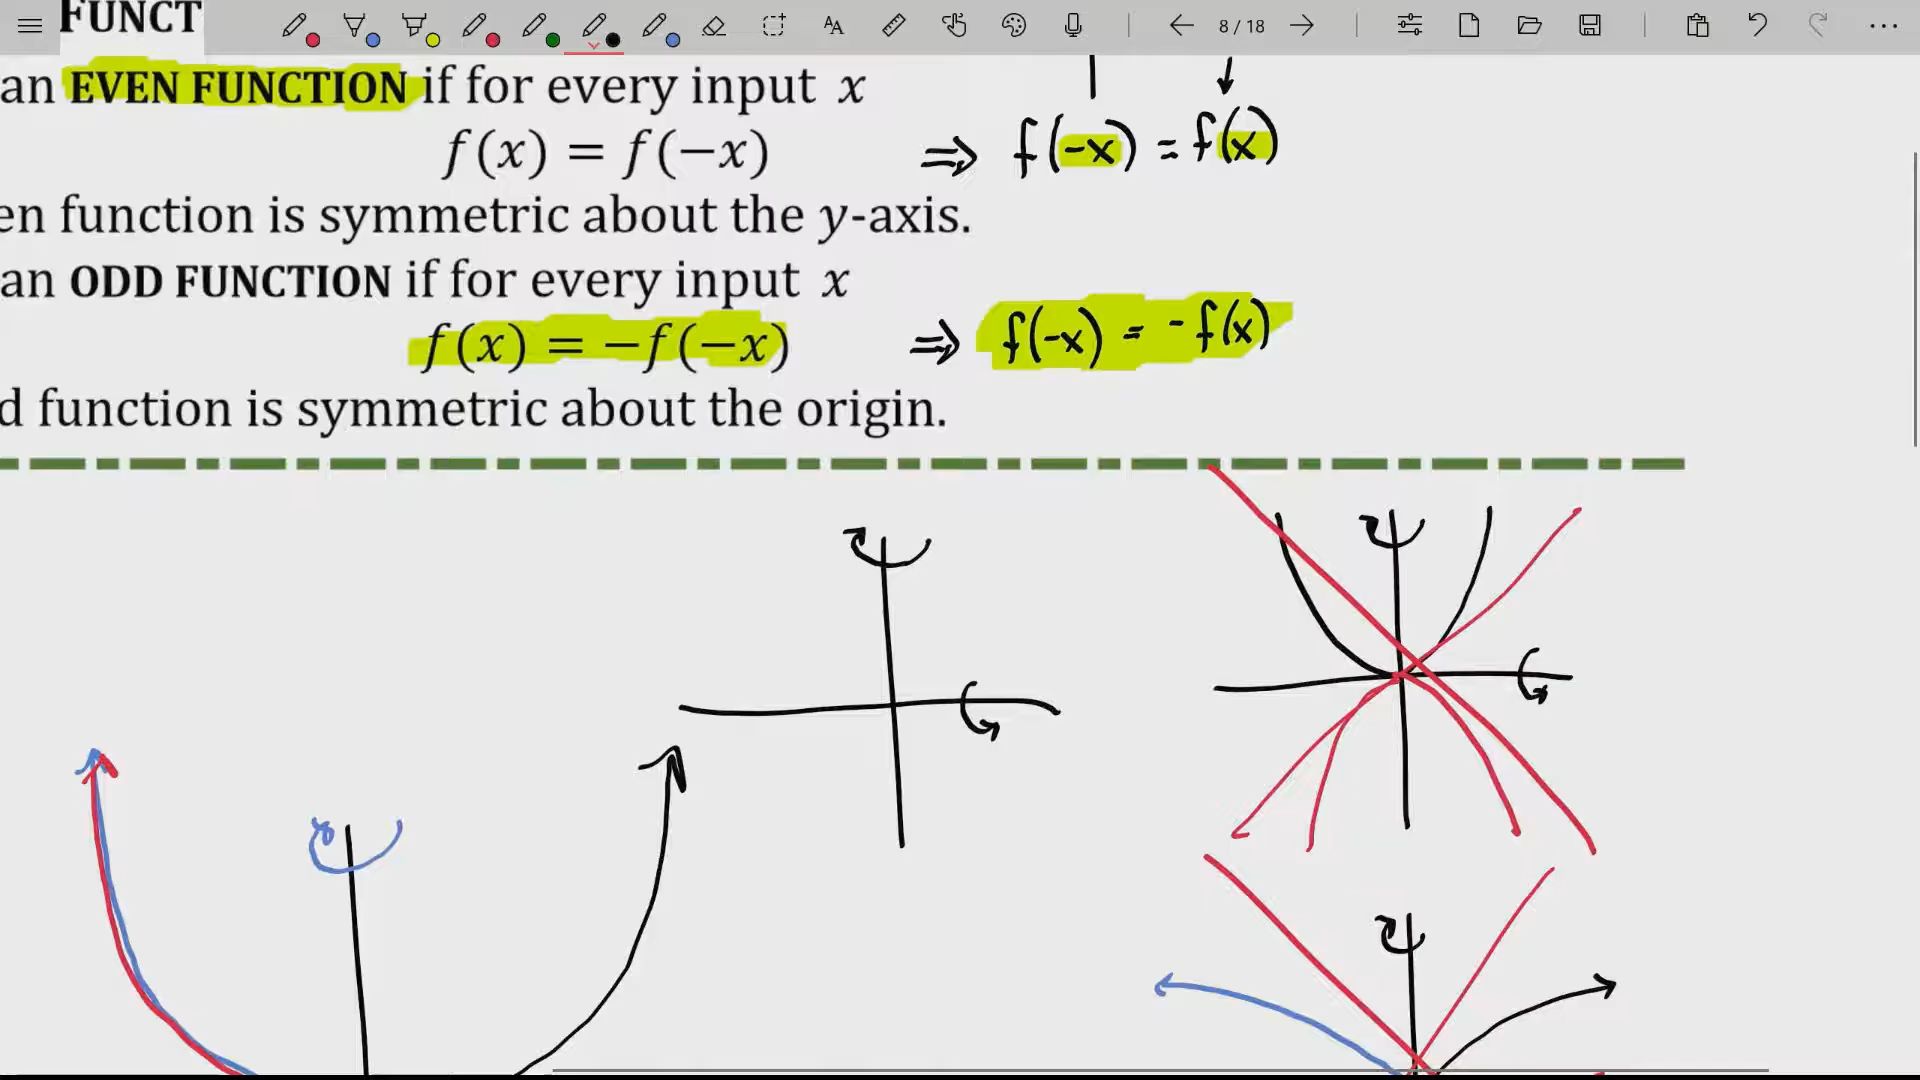 FUNCT
8 / 18
an EVEN FUNCTION if for every input x
f(x) = f(−x) ⇒ f(-x) = f(x)
en function is symmetric about the y-axis.
an ODD FUNCTION if for every input x
f(x) = −f(−x) ⇒ f(-x) = -f(x)
d function is symmetric about the origin.